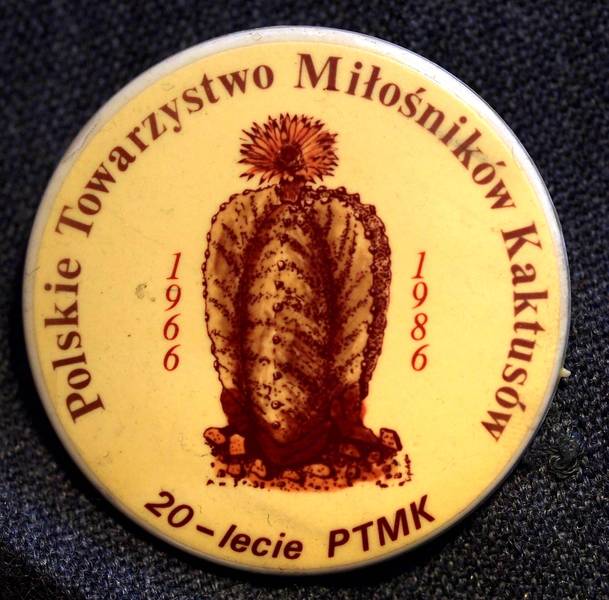 Polskie Towarzystwo Miłośników Kaktusów
1966
1986
20-lecie PTMK